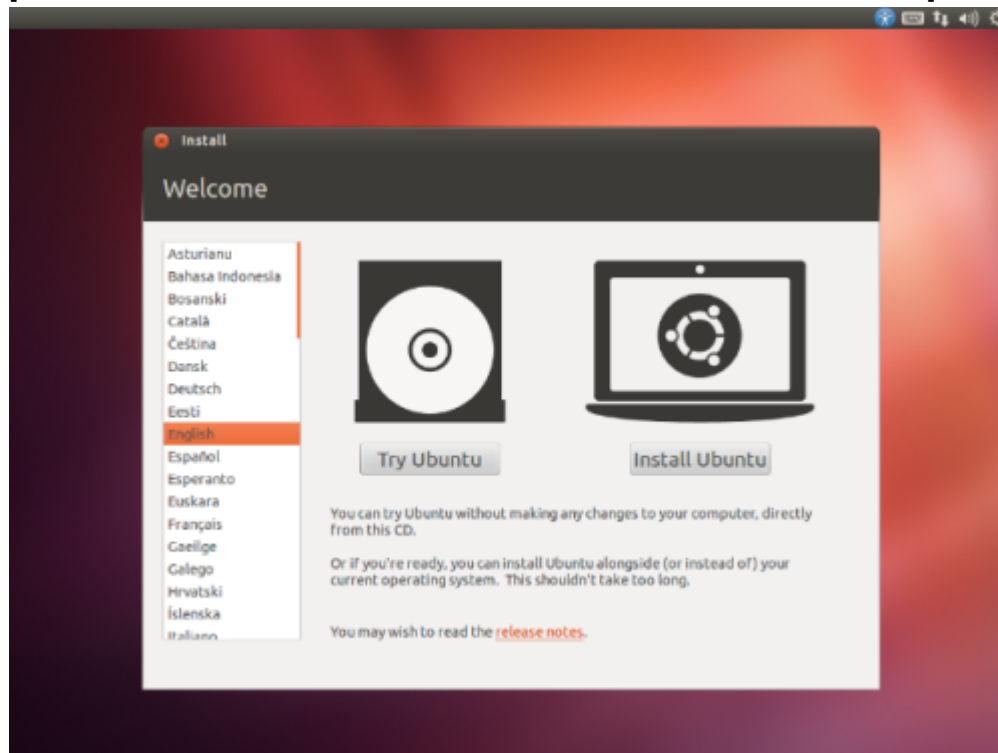 Install
Welcome
Asturianu
Bahasa Indonesia
Bosanski
Català
Čeština
Dansk
Deutsch
Eesti
English
Español
Esperanto
Euskara
Français
Gaeilge
Galego
Hrvatski
Íslenska
Italiano
Try Ubuntu
Install Ubuntu
You can try Ubuntu without making any changes to your computer, directly
from this CD.
Or if you're ready, you can install Ubuntu alongside (or instead of) your
current operating system. This shouldn't take too long.
You may wish to read the release notes.